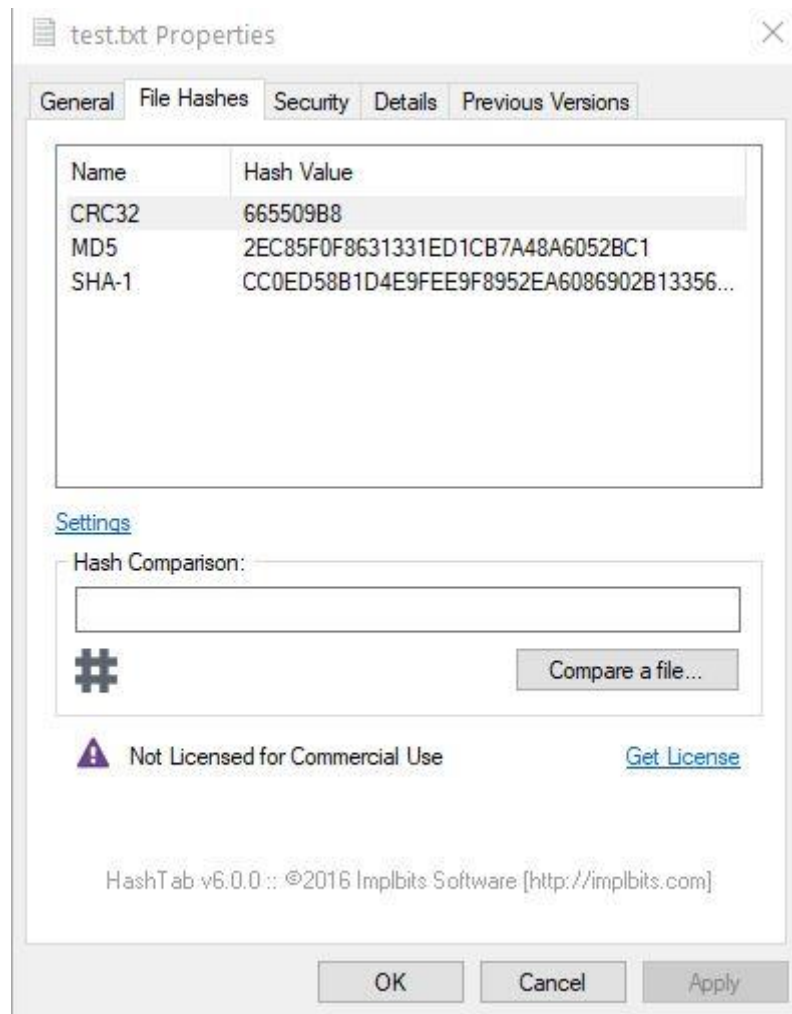 test.txt Properties
General File Hashes Security Details Previous Versions
Name Hash Value
CRC32 665509B8
MD5 2EC85F0F8631331ED1CB7A48A6052BC1
SHA-1 CC0ED58B1D4E9FEE9F8952EA6086902B13356...
Settings
Hash Comparison:
Compare a file...
Not Licensed for Commercial Use Get License
HashTab v6.0.0 :: ©2016 Implbits Software [http://implbits.com]
OK Cancel Apply